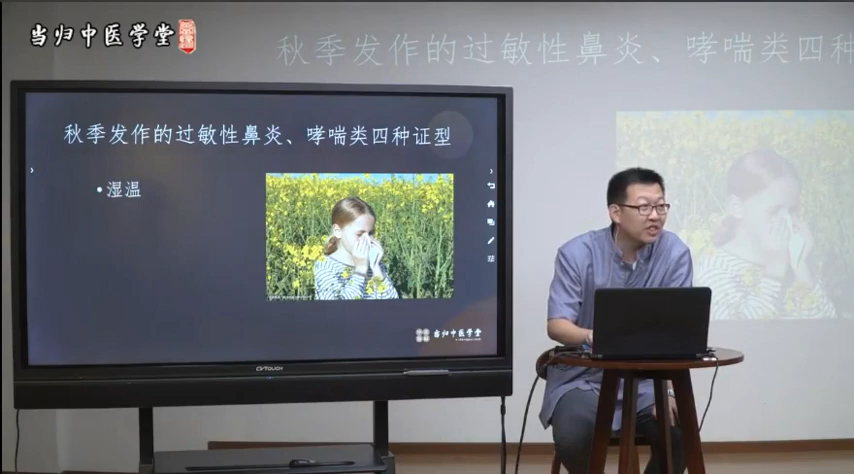 当归中医学堂
秋季发作的过敏性鼻炎、哮喘类四种
秋季发作的过敏性鼻炎、哮喘类四种证型
•湿温
当归中医学堂
CVTOUCH